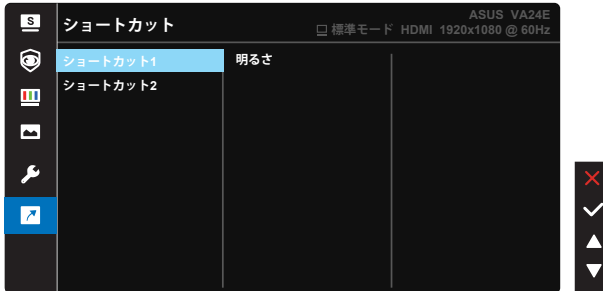 S
ショートカット
ASUS VA24E
標準モード HDMI 1920x1080 @ 60Hz
ショートカット1
明るさ
ショートカット2